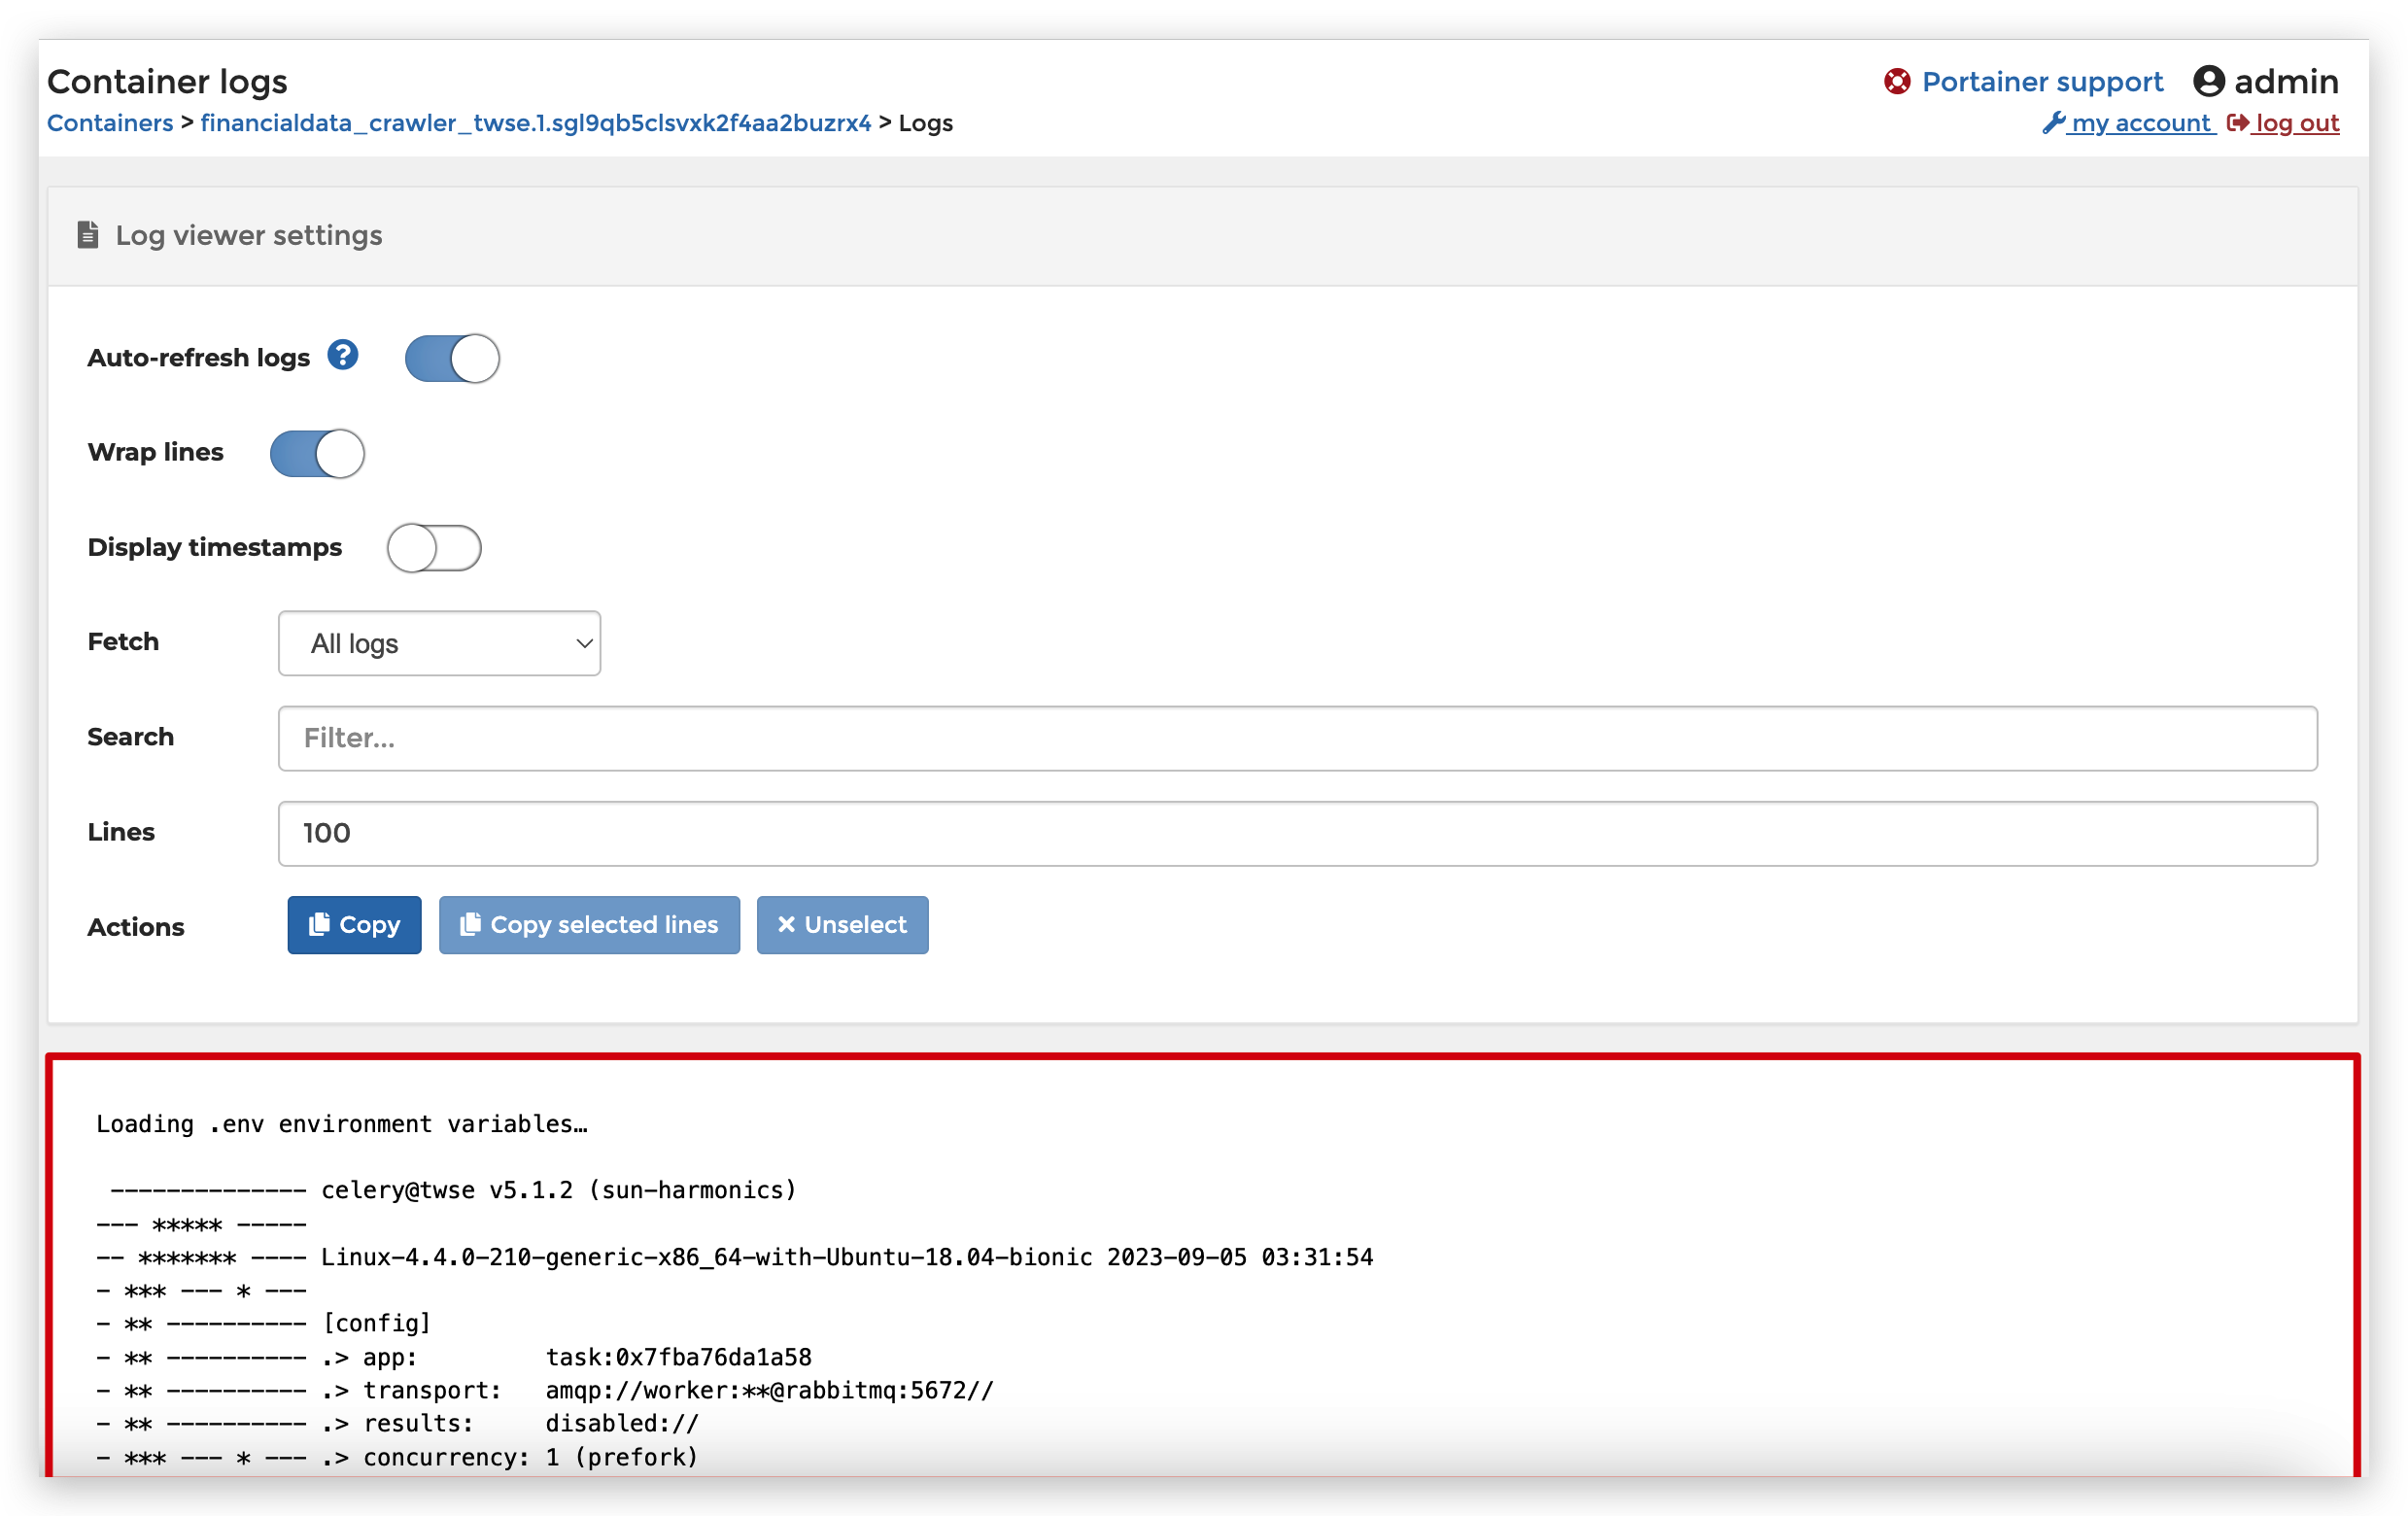 Container logs
Portainer support admin
Containers > financialdata_crawler_twse.1.sgl9qb5clsvxk2f4aa2buzrx4 > Logs
my account log out
Log viewer settings
Auto-refresh logs
Wrap lines
Display timestamps
Fetch All logs
Search Filter...
Lines 100
Actions Copy Copy selected lines Unselect
Loading .env environment variables…
-------------- celery@twse v5.1.2 (sun-harmonics)
--- ***** -----
-- ******* ---- Linux-4.4.0-210-generic-x86_64-with-Ubuntu-18.04-bionic 2023-09-05 03:31:54
- *** --- * ---
- ** ---------- [config]
- ** ---------- .> app: task:0x7fba76da1a58
- ** ---------- .> transport: amqp://worker:**@rabbitmq:5672//
- ** ---------- .> results: disabled://
- *** --- * --- .> concurrency: 1 (prefork)